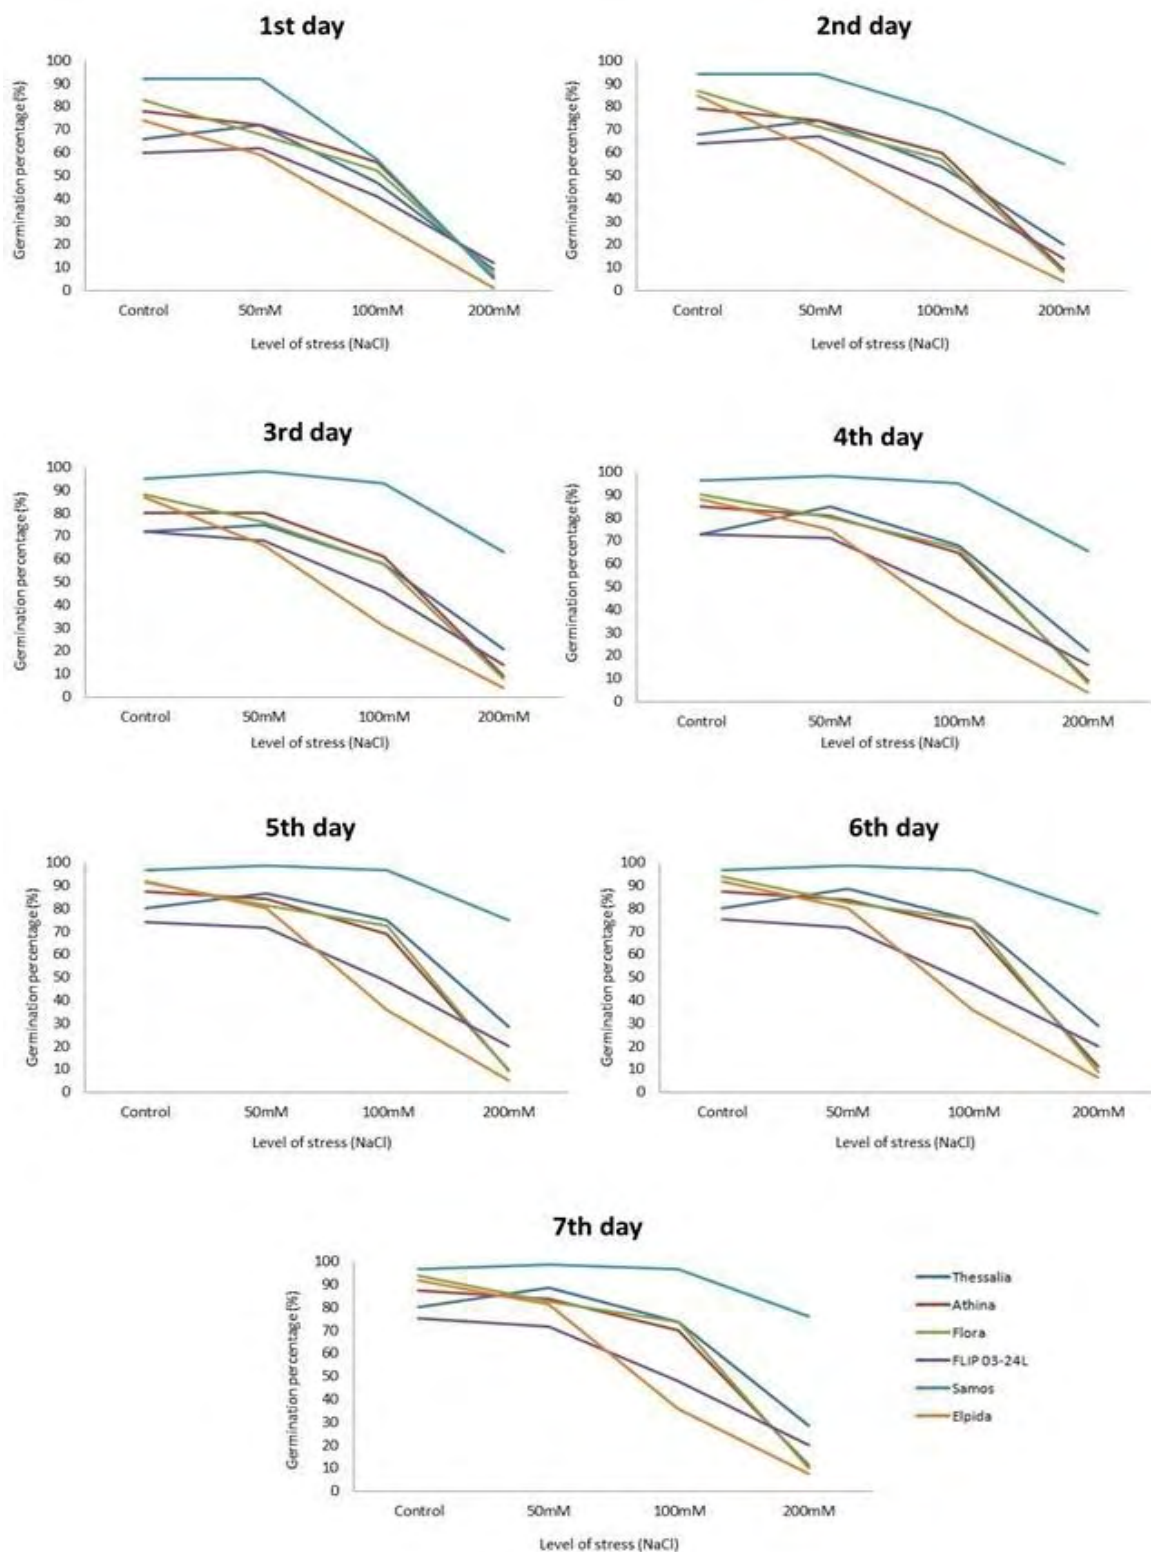 1st day
Germination percentage (%)
100
90
80
70
60
50
40
30
20
10
0
Control 50mM 100mM 200mM
Level of stress (NaCl)
2nd day
Germination percentage (%)
100
90
80
70
60
50
40
30
20
10
0
Control 50mM 100mM 200mM
Level of stress (NaCl)
3rd day
Germination percentage (%)
100
90
80
70
60
50
40
30
20
10
0
Control 50mM 100mM 200mM
Level of stress (NaCl)
4th day
Germination percentage (%)
100
90
80
70
60
50
40
30
20
10
0
Control 50mM 100mM 200mM
Level of stress (NaCl)
5th day
Germination percentage (%)
100
90
80
70
60
50
40
30
20
10
0
Control 50mM 100mM 200mM
Level of stress (NaCl)
6th day
Germination percentage (%)
100
90
80
70
60
50
40
30
20
10
0
Control 50mM 100mM 200mM
Level of stress (NaCl)
7th day
Germination percentage (%)
100
90
80
70
60
50
40
30
20
10
0
Control 50mM 100mM 200mM
Level of stress (NaCl)
Thessalia
Athina
Flora
FLIP 03-24L
Samos
Elpida